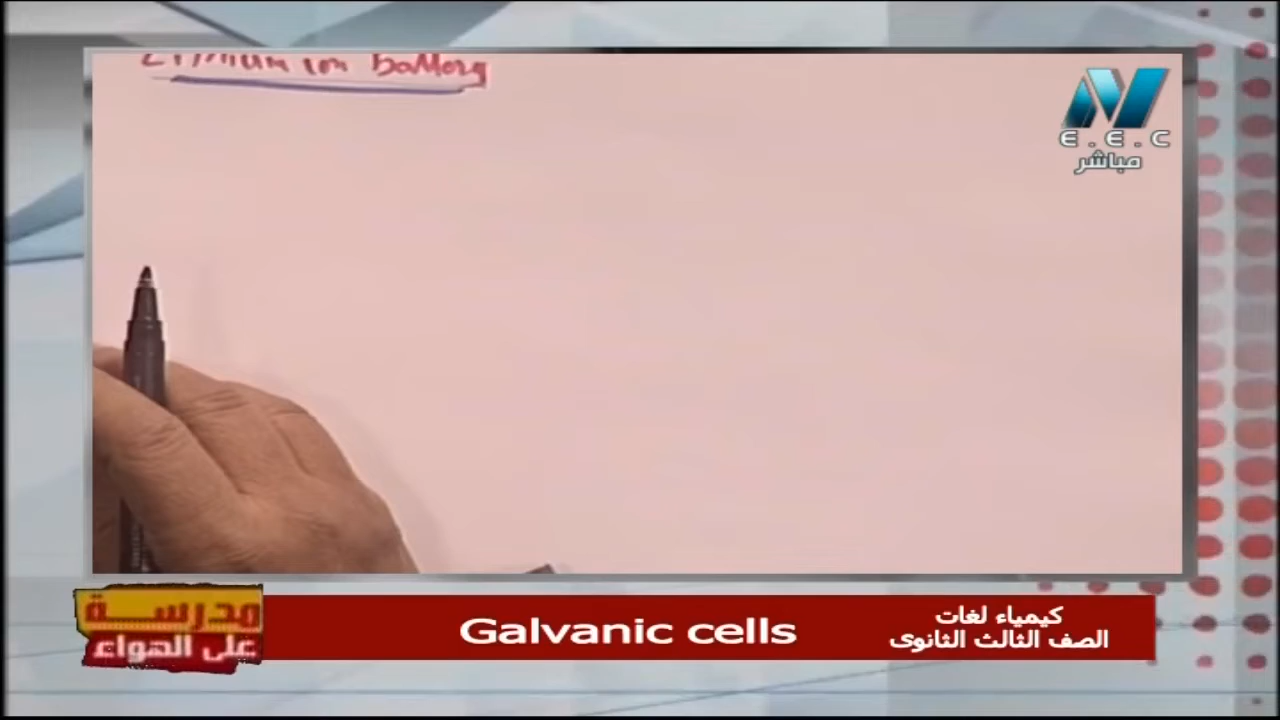 Lithium ion battery
E.E.C
مباشر
مدرسة
على الهواء
Galvanic cells
كيمياء لغات
الصف الثالث الثانوى